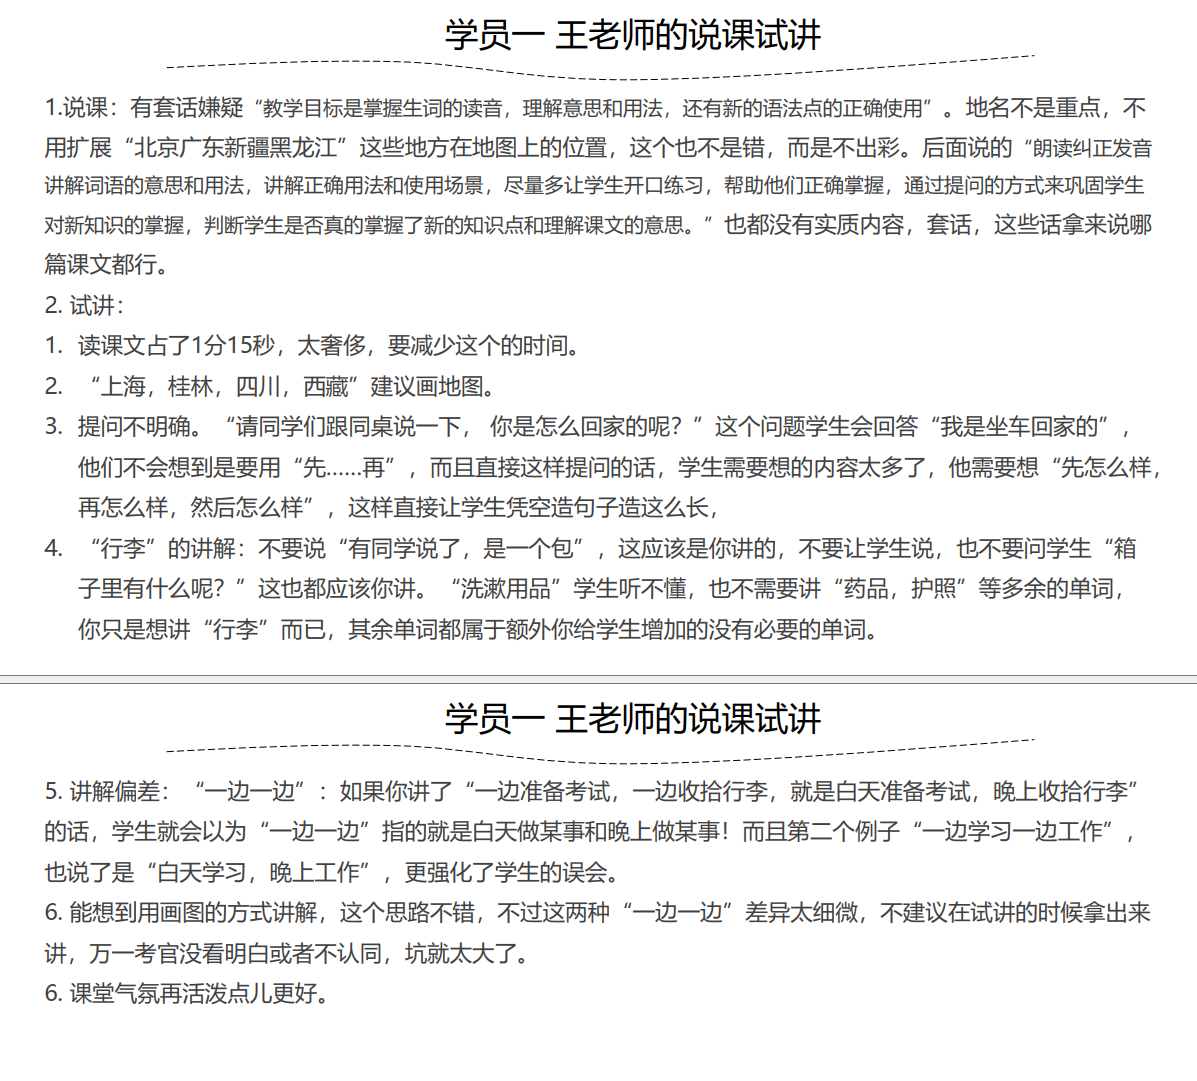 学员一 王老师的说课试讲
1.说课：有套话嫌疑“教学目标是掌握生词的读音，理解意思和用法，还有新的语法点的正确使用”。地名不是重点，不
用扩展“北京广东新疆黑龙江”这些地方在地图上的位置，这个也不是错，而是不出彩。后面说的“朗读纠正发音
讲解词语的意思和用法，讲解正确用法和使用场景，尽量多让学生开口练习，帮助他们正确掌握，通过提问的方式来巩固学生
对新知识的掌握，判断学生是否真的掌握了新的知识点和理解课文的意思。”也都没有实质内容，套话，这些话拿来说哪
篇课文都行。
2. 试讲：
1. 读课文占了1分15秒，太奢侈，要减少这个的时间。
2. “上海，桂林，四川，西藏”建议画地图。
3. 提问不明确。“请同学们跟同桌说一下， 你是怎么回家的呢？”这个问题学生会回答“我是坐车回家的”，
他们不会想到是要用“先……再”，而且直接这样提问的话，学生需要想的内容太多了，他需要想“先怎么样，
再怎么样，然后怎么样”，这样直接让学生凭空造句子造这么长，
4. “行李”的讲解：不要说“有同学说了，是一个包”，这应该是你讲的，不要让学生说，也不要问学生“箱
子里有什么呢？”这也都应该你讲。“洗漱用品”学生听不懂，也不需要讲“药品，护照”等多余的单词，
你只是想讲“行李”而已，其余单词都属于额外你给学生增加的没有必要的单词。
学员一 王老师的说课试讲
5. 讲解偏差：“一边一边”：如果你讲了“一边准备考试，一边收拾行李，就是白天准备考试，晚上收拾行李”
的话，学生就会以为“一边一边”指的就是白天做某事和晚上做某事！而且第二个例子“一边学习一边工作”，
也说了是“白天学习，晚上工作”，更强化了学生的误会。
6. 能想到用画图的方式讲解，这个思路不错，不过这两种“一边一边”差异太细微，不建议在试讲的时候拿出来
讲，万一考官没看明白或者不认同，坑就太大了。
6. 课堂气氛再活泼点儿更好。